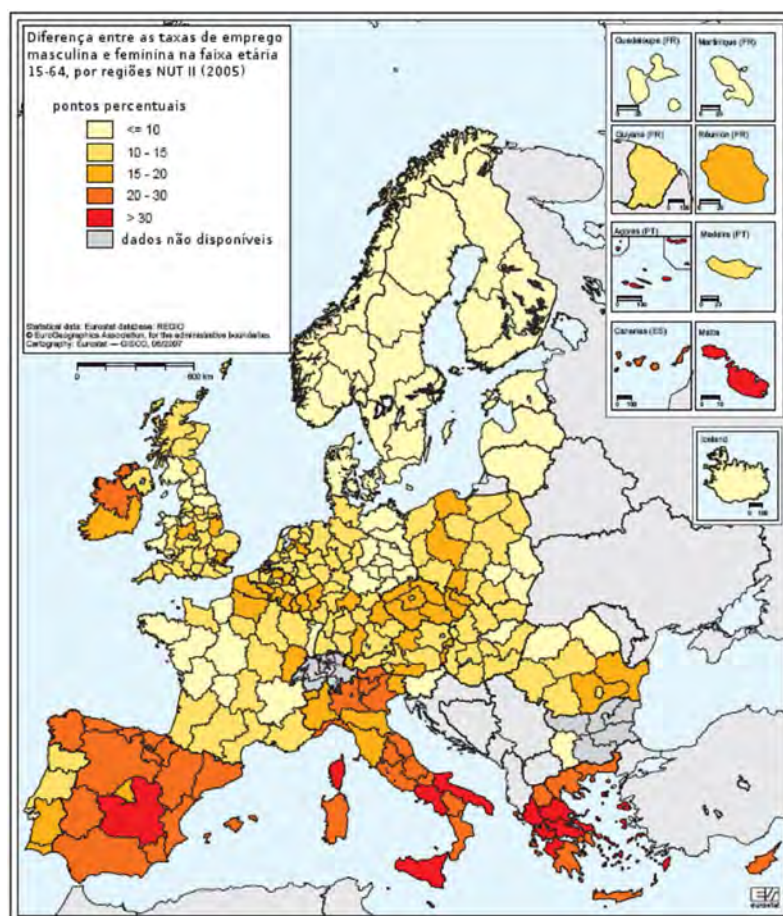 Diferença entre as taxas de emprego
masculina e feminina na faixa etária
15-64, por regiões NUT II (2005)
pontos percentuais
<= 10
10 - 15
15 - 20
20 - 30
> 30
dados não disponíveis
Statistical data: Eurostat database: REGIO
© EuroGeographics Association, for the administrative boundaries
Cartography: Eurostat — GISCO, 06/2007
0 600 km
Guadeloupe (FR)
Martinique (FR)
Guyane (FR)
Réunion (FR)
Açores (PT)
Madeira (PT)
Canarias (ES)
Malta
Iceland
0 100
eurostat